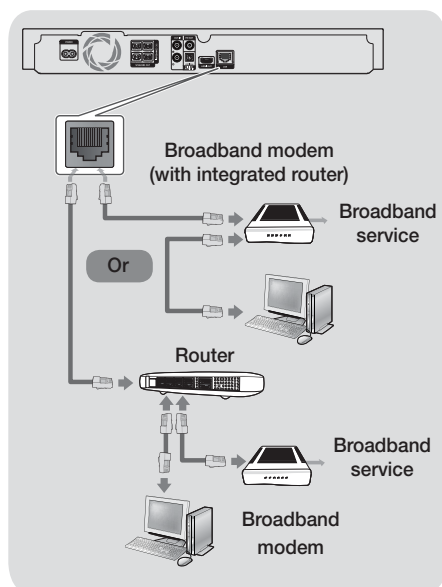 Broadband modem
(with integrated router)
Broadband
service
Or
Router
Broadband
service
Broadband
modem